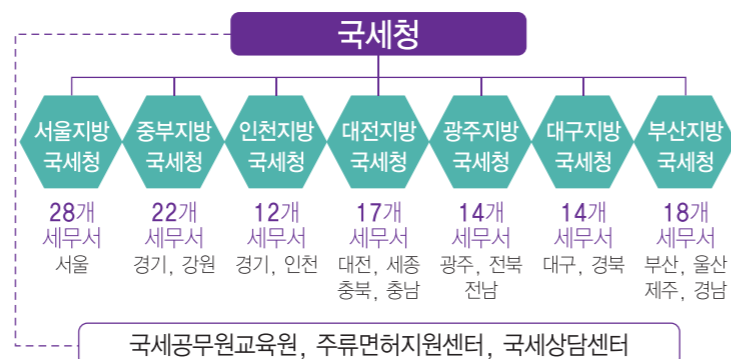 국세청
서울지방
국세청
중부지방
국세청
인천지방
국세청
대전지방
국세청
광주지방
국세청
대구지방
국세청
부산지방
국세청
28개
세무서
서울
22개
세무서
경기, 강원
12개
세무서
경기, 인천
17개
세무서
대전, 세종
충북, 충남
14개
세무서
광주, 전북
전남
14개
세무서
대구, 경북
18개
세무서
부산, 울산
제주, 경남
국세공무원교육원, 주류면허지원센터, 국세상담센터